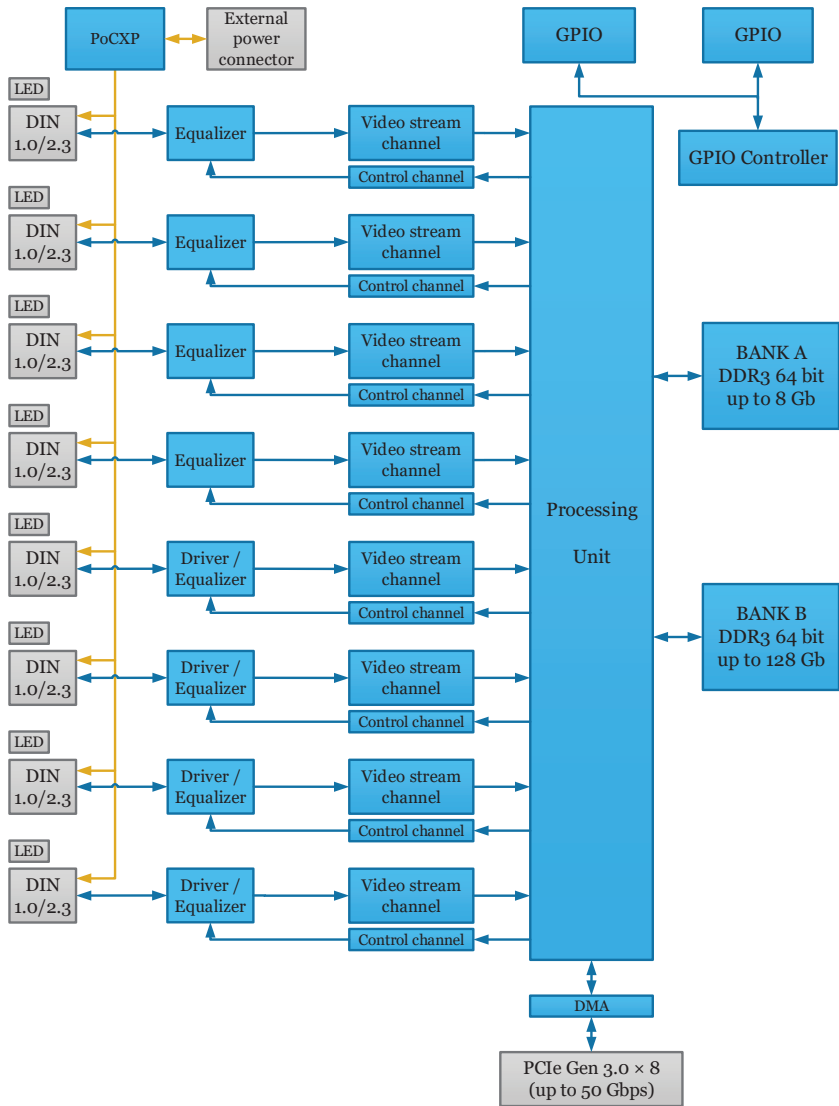 PoCXP
External
power
connector
GPIO
GPIO
GPIO Controller
LED
DIN
1.0/2.3
Equalizer
Video stream
channel
Control channel
LED
DIN
1.0/2.3
Equalizer
Video stream
channel
Control channel
LED
DIN
1.0/2.3
Equalizer
Video stream
channel
Control channel
LED
DIN
1.0/2.3
Equalizer
Video stream
channel
Control channel
LED
DIN
1.0/2.3
Driver /
Equalizer
Video stream
channel
Control channel
LED
DIN
1.0/2.3
Driver /
Equalizer
Video stream
channel
Control channel
LED
DIN
1.0/2.3
Driver /
Equalizer
Video stream
channel
Control channel
LED
DIN
1.0/2.3
Driver /
Equalizer
Video stream
channel
Control channel
Processing
Unit
BANK A
DDR3 64 bit
up to 8 Gb
BANK B
DDR3 64 bit
up to 128 Gb
DMA
PCIe Gen 3.0 × 8
(up to 50 Gbps)